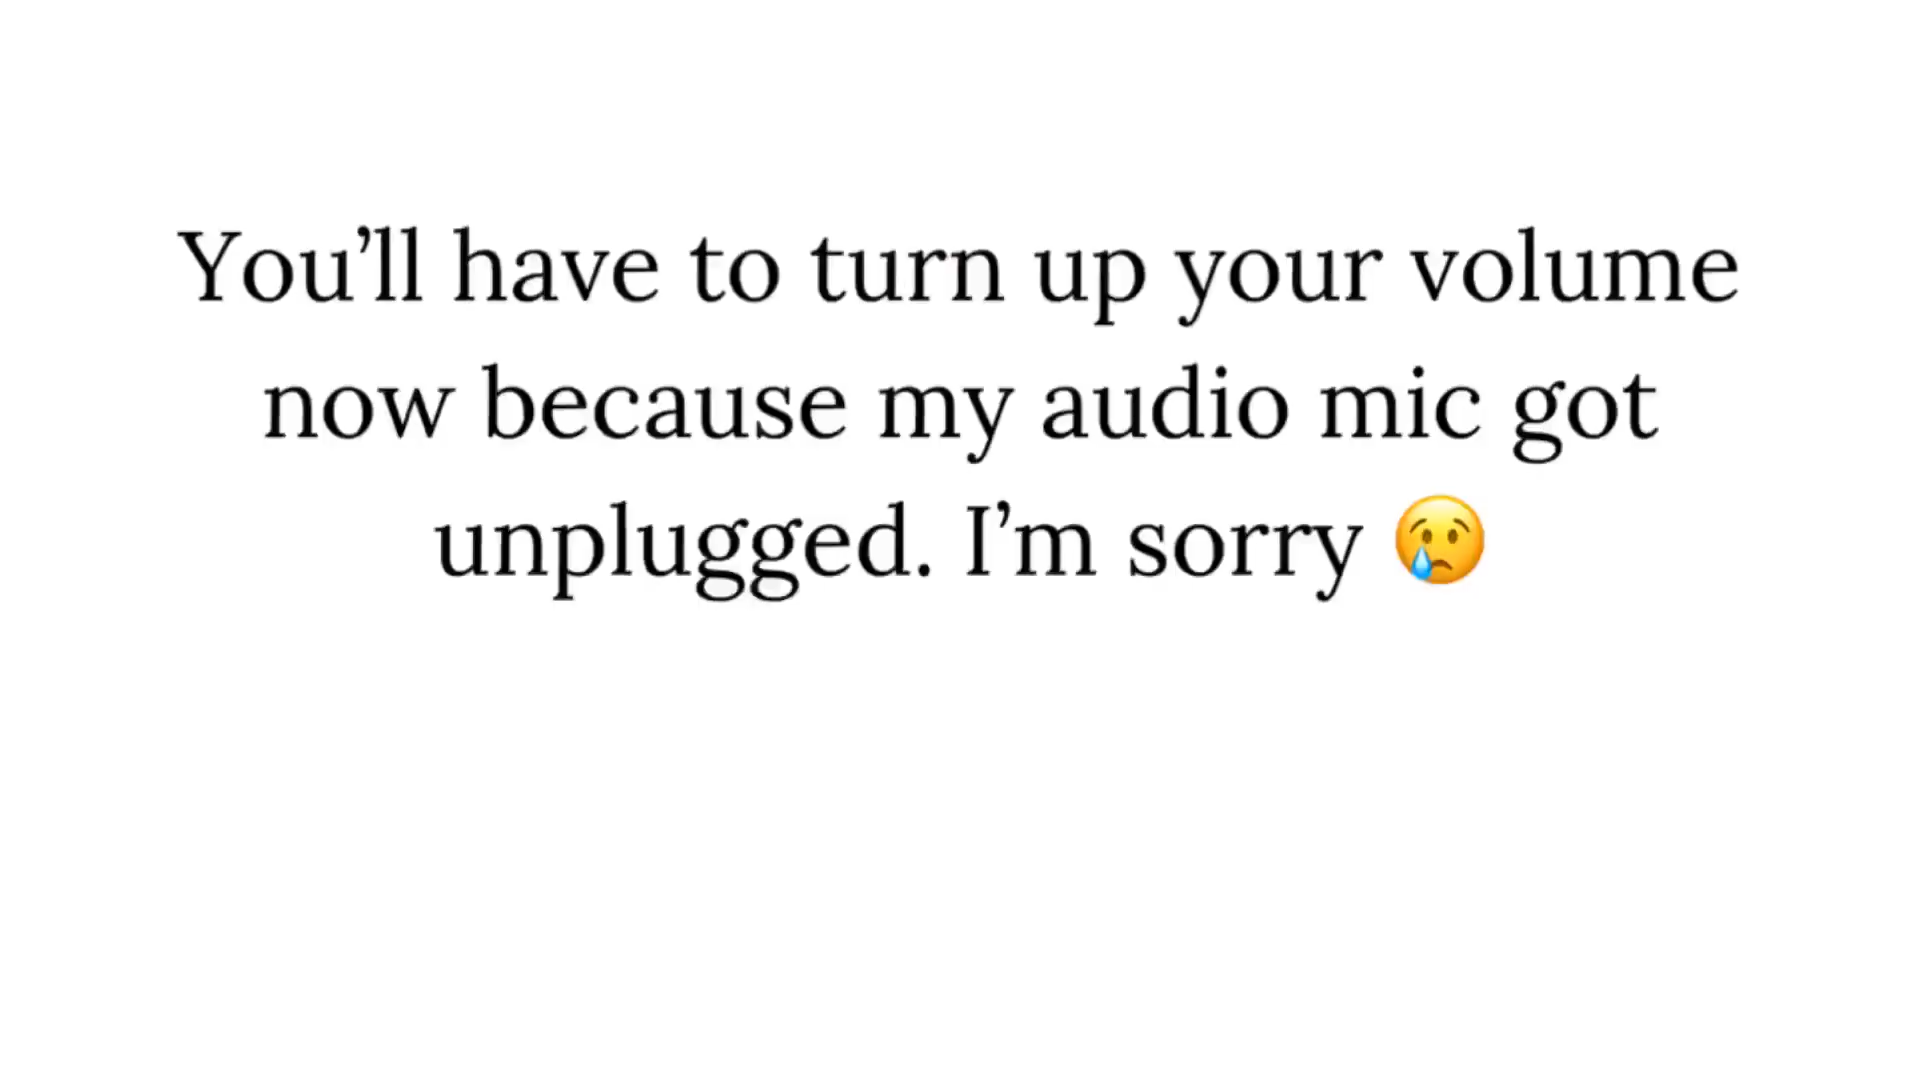 You’ll have to turn up your volume
now because my audio mic got
unplugged. I’m sorry 😢